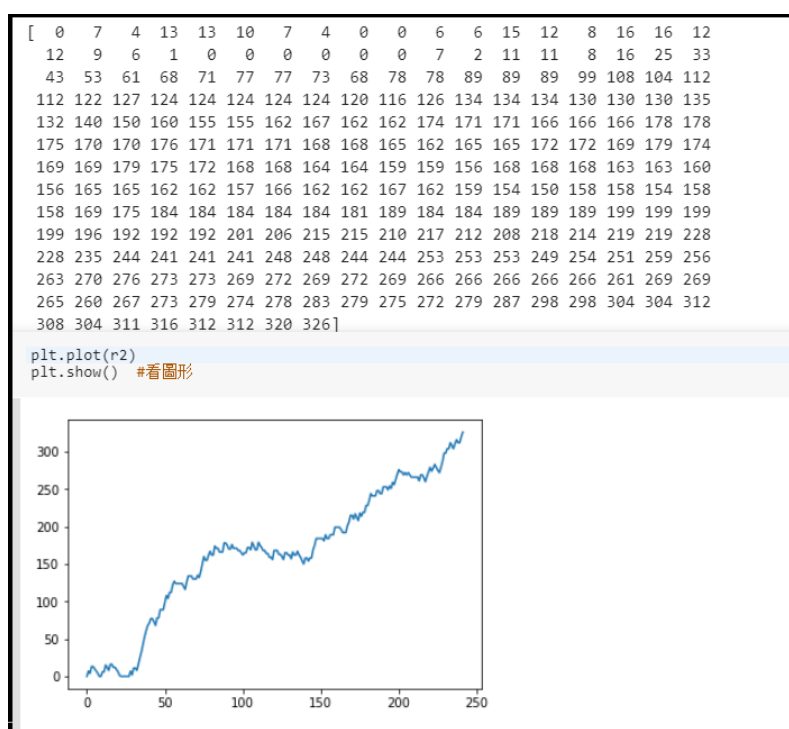 [  0   7   4  13  13  10   7   4   0   0   6   6  15  12   8  16  16  12
  12   9   6   1   0   0   0   0   0   0   7   2  11  11   8  16  25  33
  43  53  61  68  71  77  77  73  68  78  78  89  89  89  99 108 104 112
 112 122 127 124 124 124 124 124 120 116 126 134 134 134 130 130 130 135
 132 140 150 160 155 155 162 167 162 162 174 171 171 166 166 166 178 178
 175 170 170 176 171 171 171 168 168 165 162 165 165 172 172 169 179 174
 169 169 179 175 172 168 168 164 164 159 159 156 168 168 168 163 163 160
 156 165 165 162 162 157 166 162 162 167 162 159 154 150 158 158 154 158
 158 169 175 184 184 184 184 184 181 189 184 184 189 189 189 199 199 199
 199 196 192 192 192 201 206 215 215 210 217 212 208 218 214 219 219 228
 228 235 244 241 241 241 248 248 244 244 253 253 253 249 254 251 259 256
 263 270 276 273 273 269 272 269 272 269 266 266 266 266 266 261 269 269
 265 260 267 273 279 274 278 283 279 275 272 279 287 298 298 304 304 312
 308 304 311 316 312 312 320 326]
plt.plot(r2)
plt.show()  #看圖形
300
250
200
150
100
50
0
0 50 100 150 200 250